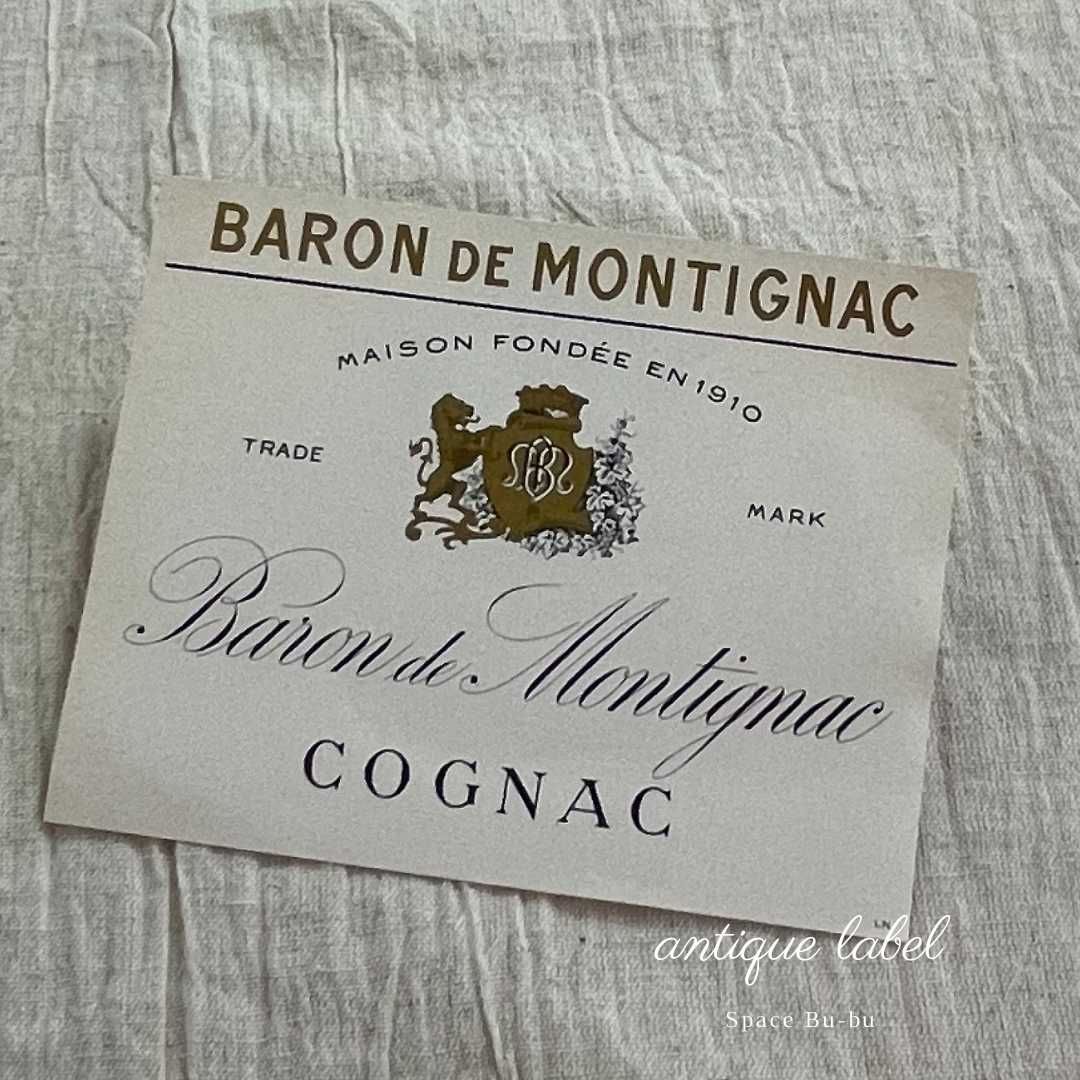 BARON DE MONTIGNAC
MAISON FONDÉE EN 1910
TRADE MARK
Baron de Montignac
COGNAC
antique label
Space Bu-bu